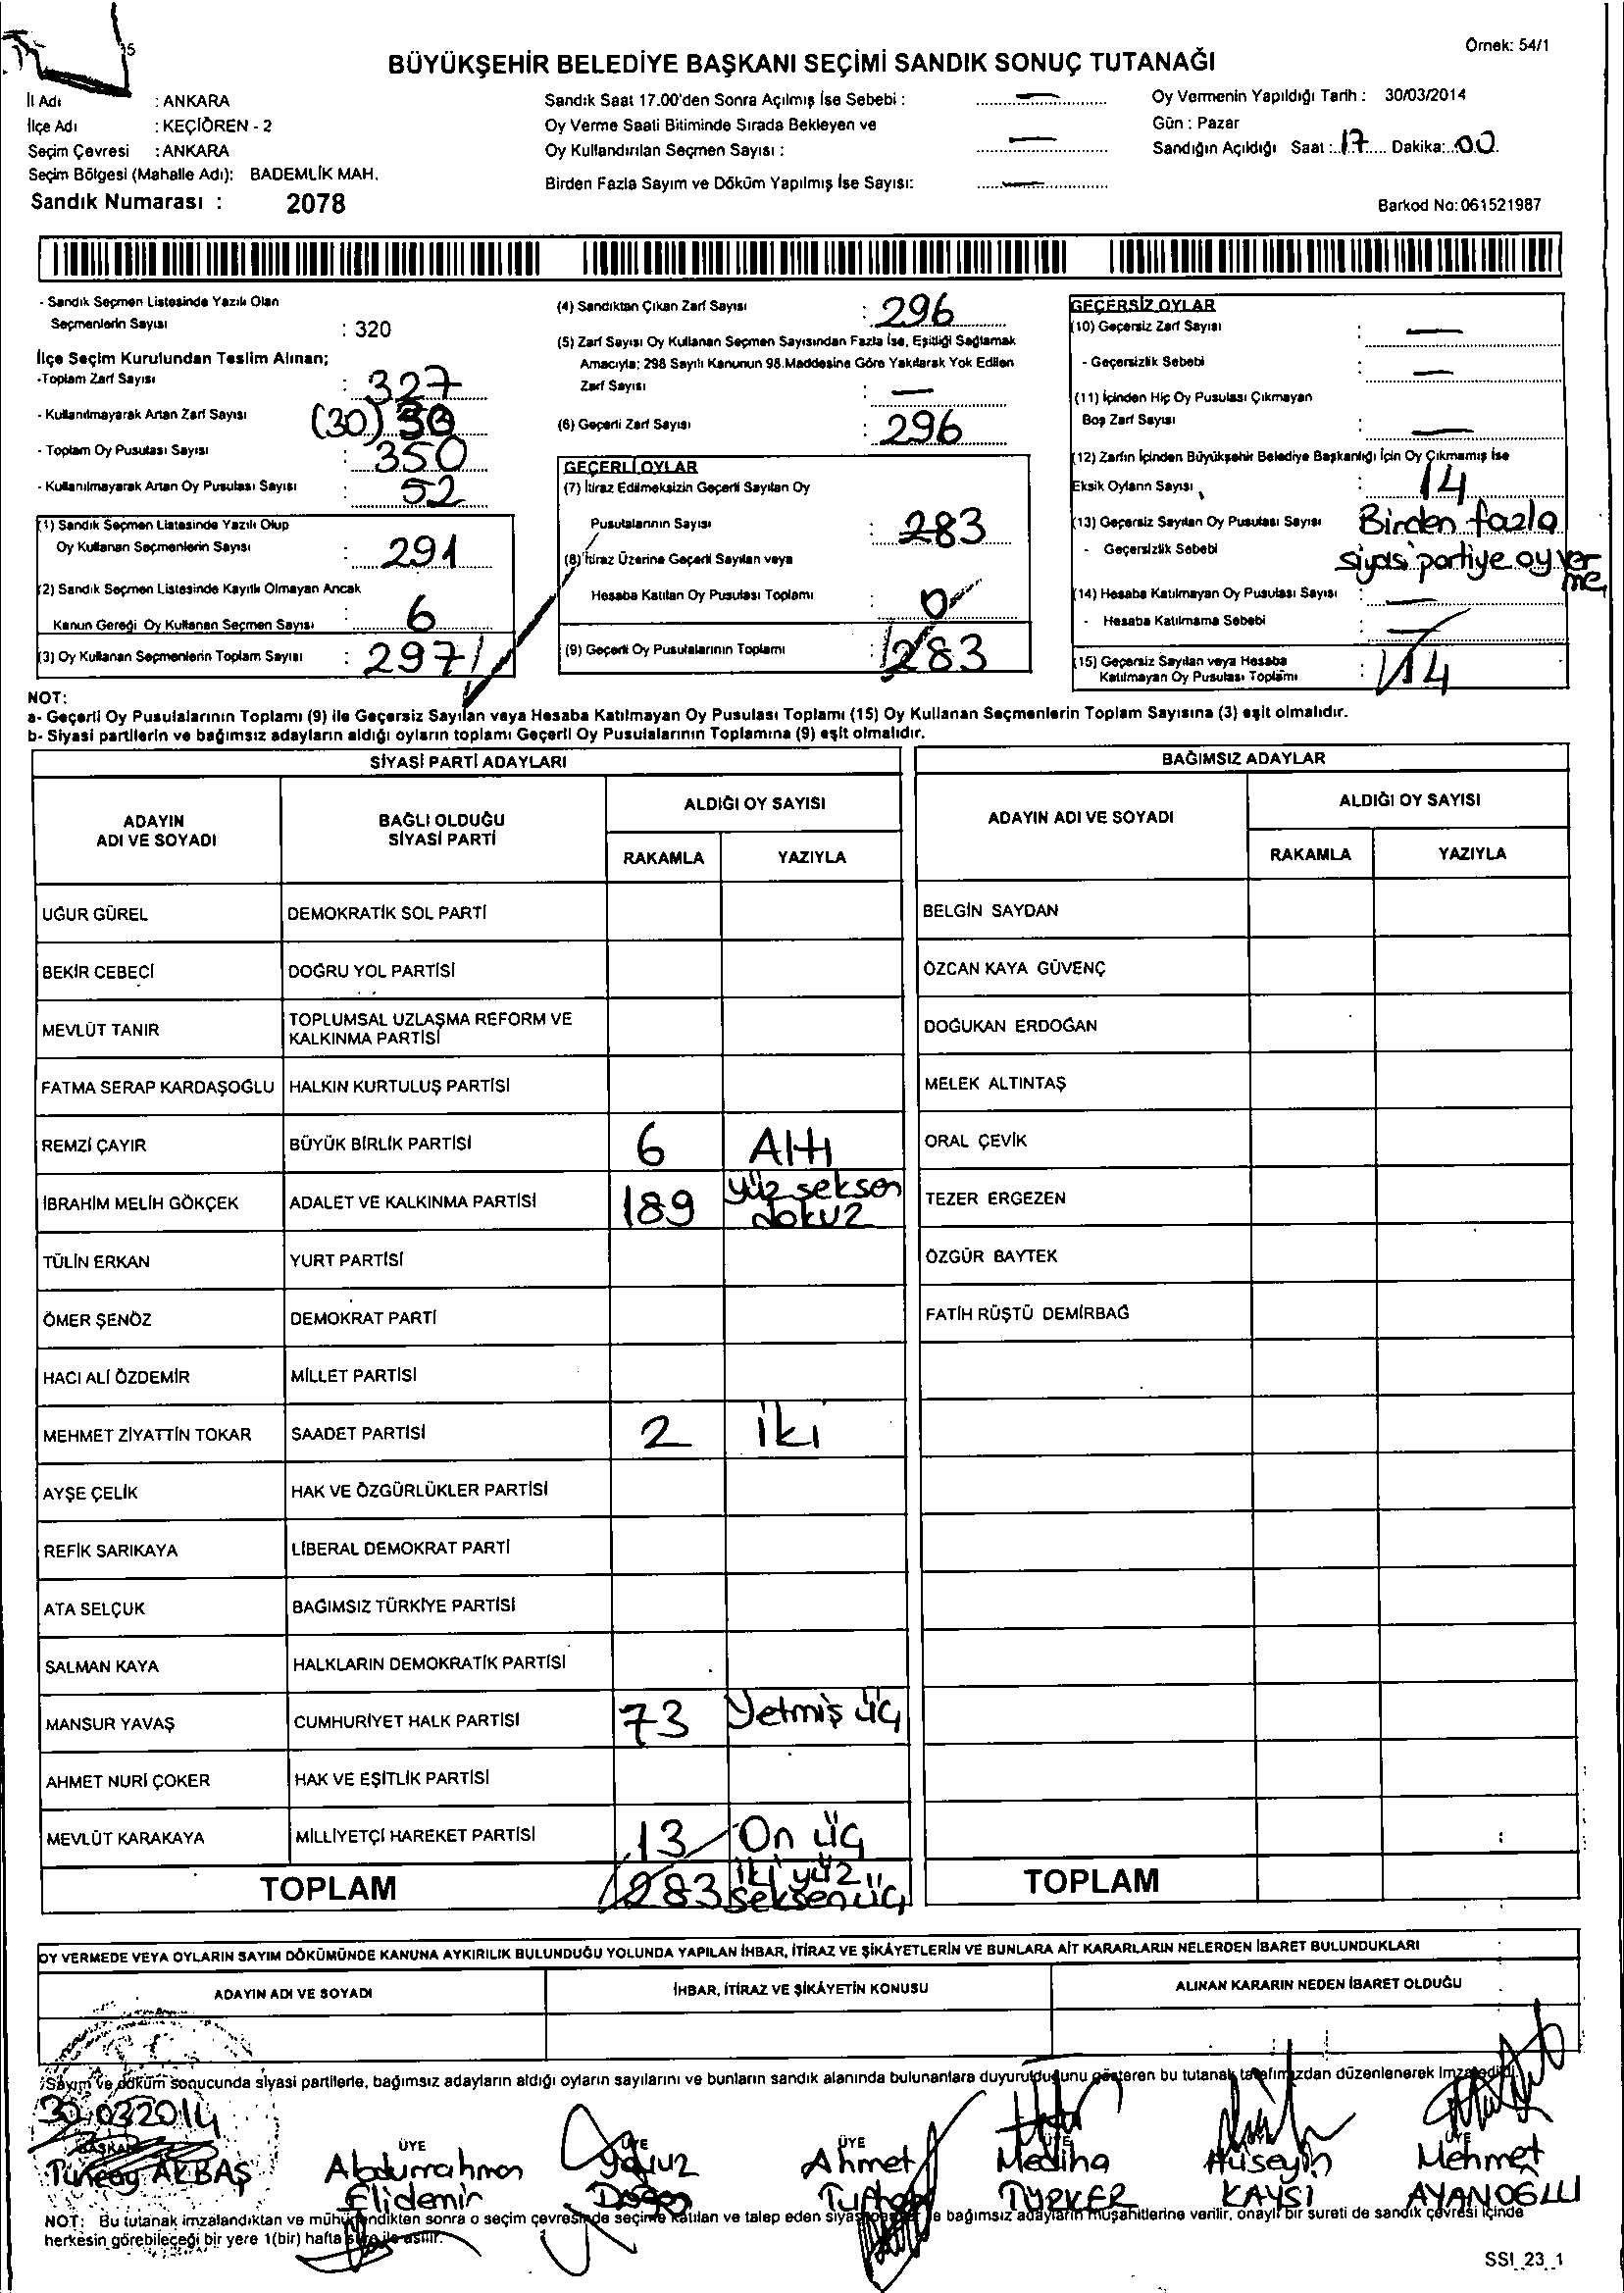 Örnek: 54/1
BÜYÜKŞEHİR BELEDİYE BAŞKANI SEÇİMİ SANDIK SONUÇ TUTANAĞI
İl Adı : ANKARA
İlçe Adı : KEÇİÖREN - 2
Seçim Çevresi : ANKARA
Seçim Bölgesi (Mahalle Adı): BADEMLİK MAH.
Sandık Numarası : 2078
Sandık Saat 17.00'den Sonra Açılmış İse Sebebi : —
Oy Verme Saati Bitiminde Sırada Bekleyen ve
Oy Kullandırılan Seçmen Sayısı : —
Birden Fazla Sayım ve Döküm Yapılmış İse Sayısı: —
Oy Vermenin Yapıldığı Tarih : 30/03/2014
Gün : Pazar
Sandığın Açıldığı Saat : 17 Dakika: 00
Barkod No: 061521987
- Sandık Seçmen Listesinde Yazılı Olan
Seçmenlerin Sayısı : 320
İlçe Seçim Kurulundan Teslim Alınan;
-Toplam Zarf Sayısı : 327
- Kullanılmayarak Artan Zarf Sayısı (30) 30
- Toplam Oy Pusulası Sayısı : 350
- Kullanılmayarak Artan Oy Pusulası Sayısı : 52
(1) Sandık Seçmen Listesinde Yazılı Olup
Oy Kullanan Seçmenlerin Sayısı : 291
(2) Sandık Seçmen Listesinde Kayıtlı Olmayan Ancak
Kanun Gereği Oy Kullanan Seçmen Sayısı : 6
(3) Oy Kullanan Seçmenlerin Toplam Sayısı : 297
(4) Sandıktan Çıkan Zarf Sayısı : 296
(5) Zarf Sayısı Oy Kullanan Seçmen Sayısından Fazla İse, Eşitliği Sağlamak
Amacıyla; 298 Sayılı Kanunun 98.Maddesine Göre Yakılarak Yok Edilen
Zarf Sayısı : —
(6) Geçerli Zarf Sayısı : 296
GEÇERLİ OYLAR
(7) İtiraz Edilmeksizin Geçerli Sayılan Oy
Pusulalarının Sayısı : 283
(8) İtiraz Üzerine Geçerli Sayılan veya
Hesaba Katılan Oy Pusulası Toplamı : 0
(9) Geçerli Oy Pusulalarının Toplamı : 283
GEÇERSİZ OYLAR
(10) Geçersiz Zarf Sayısı : —
- Geçersizlik Sebebi : —
(11) İçinden Hiç Oy Pusulası Çıkmayan
Boş Zarf Sayısı : —
(12) Zarfın İçinden Büyükşehir Belediye Başkanlığı İçin Oy Çıkmamış İse
Eksik Oyların Sayısı : 14
(13) Geçersiz Sayılan Oy Pusulası Sayısı Birden fazla
- Geçersizlik Sebebi siyasi partiye oy verme
(14) Hesaba Katılmayan Oy Pusulası Sayısı : —
- Hesaba Katılmama Sebebi : —
(15) Geçersiz Sayılan veya Hesaba
Katılmayan Oy Pusulası Toplamı : 14
NOT:
a- Geçerli Oy Pusulalarının Toplamı (9) ile Geçersiz Sayılan veya Hesaba Katılmayan Oy Pusulası Toplamı (15) Oy Kullanan Seçmenlerin Toplam Sayısına (3) eşit olmalıdır.
b- Siyasi partilerin ve bağımsız adayların aldığı oyların toplamı Geçerli Oy Pusulalarının Toplamına (9) eşit olmalıdır.
SİYASİ PARTİ ADAYLARI
ADAYIN ADI VE SOYADI BAĞLI OLDUĞU SİYASİ PARTİ ALDIĞI OY SAYISI
RAKAMLA YAZIYLA
UĞUR GÜREL DEMOKRATİK SOL PARTİ
BEKİR CEBECİ DOĞRU YOL PARTİSİ
MEVLÜT TANIR TOPLUMSAL UZLAŞMA REFORM VE KALKINMA PARTİSİ
FATMA SERAP KARDAŞOĞLU HALKIN KURTULUŞ PARTİSİ
REMZİ ÇAYIR BÜYÜK BİRLİK PARTİSİ 6 Altı
İBRAHİM MELİH GÖKÇEK ADALET VE KALKINMA PARTİSİ 189 yüz seksen dokuz
TÜLİN ERKAN YURT PARTİSİ
ÖMER ŞENÖZ DEMOKRAT PARTİ
HACI ALİ ÖZDEMİR MİLLET PARTİSİ
MEHMET ZİYATTİN TOKAR SAADET PARTİSİ 2 iki
AYŞE ÇELİK HAK VE ÖZGÜRLÜKLER PARTİSİ
REFİK SARIKAYA LİBERAL DEMOKRAT PARTİ
ATA SELÇUK BAĞIMSIZ TÜRKİYE PARTİSİ
SALMAN KAYA HALKLARIN DEMOKRATİK PARTİSİ
MANSUR YAVAŞ CUMHURİYET HALK PARTİSİ 73 Yetmiş üç
AHMET NURİ ÇOKER HAK VE EŞİTLİK PARTİSİ
MEVLÜT KARAKAYA MİLLİYETÇİ HAREKET PARTİSİ 13 On üç
TOPLAM 283 iki yüz seksen üç
BAĞIMSIZ ADAYLAR
ADAYIN ADI VE SOYADI ALDIĞI OY SAYISI
RAKAMLA YAZIYLA
BELGİN SAYDAN
ÖZCAN KAYA GÜVENÇ
DOĞUKAN ERDOĞAN
MELEK ALTINTAŞ
ORAL ÇEVİK
TEZER ERGEZEN
ÖZGÜR BAYTEK
FATİH RÜŞTÜ DEMİRBAĞ
TOPLAM
OY VERMEDE VEYA OYLARIN SAYIM DÖKÜMÜNDE KANUNA AYKIRILIK BULUNDUĞU YOLUNDA YAPILAN İHBAR, İTİRAZ VE ŞİKÂYETLERİN VE BUNLARA AİT KARARLARIN NELERDEN İBARET BULUNDUKLARI
ADAYIN ADI VE SOYADI İHBAR, İTİRAZ VE ŞİKÂYETİN KONUSU ALINAN KARARIN NEDEN İBARET OLDUĞU
Sayım ve döküm sonucunda siyasi partilerle, bağımsız adayların aldığı oyların sayılarını ve bunların sandık alanında bulunanlara duyurulduğunu gösteren bu tutanak tarafımızdan düzenlenerek imzalandı.
30.03.2014
BAŞKAN ÜYE ÜYE ÜYE ÜYE ÜYE
Tuncay AKBAŞ Abdurrahman Oğuz Ahmet Mediha Hüseyin Mehmet
Elidemir Doğan TÜRKER KAYSI AYANOĞLU
NOT: Bu tutanak imzalandıktan ve mühürlendikten sonra o seçim çevresinde seçime katılan ve talep eden siyasi partiler ile bağımsız adayların müşahitlerine verilir, onaylı bir sureti de sandık çevresi içinde
herkesin görebileceği bir yere 1(bir) hafta süre ile asılır.
SSI_23_1